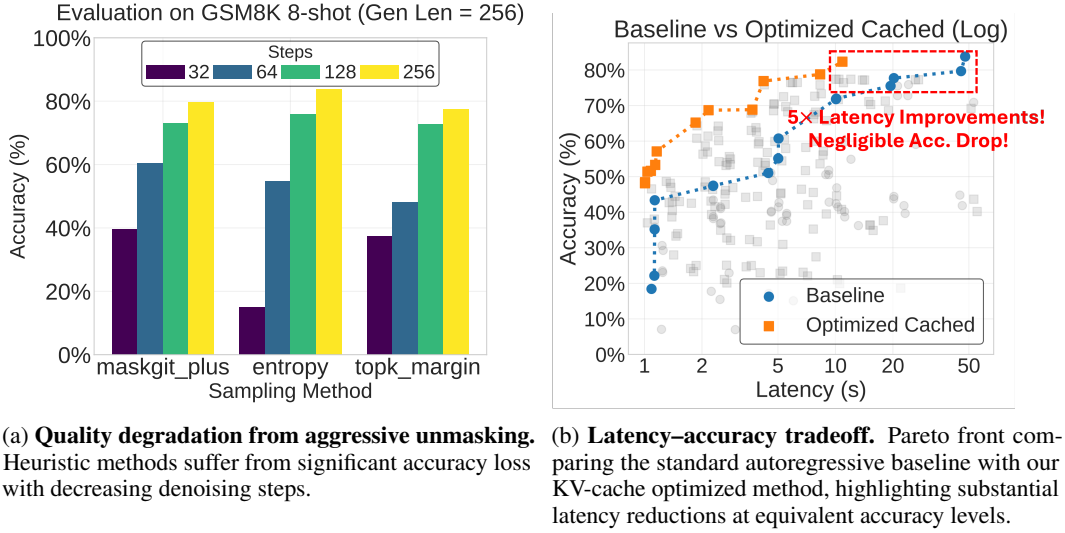 Evaluation on GSM8K 8-shot (Gen Len = 256)
Accuracy (%)
100%
80%
60%
40%
20%
0%
Steps
32 64 128 256
maskgit_plus entropy topk_margin
Sampling Method
(a) Quality degradation from aggressive unmasking.
Heuristic methods suffer from significant accuracy loss
with decreasing denoising steps.
Baseline vs Optimized Cached (Log)
Accuracy (%)
80%
70%
60%
50%
40%
30%
20%
10%
0%
5× Latency Improvements!
Negligible Acc. Drop!
Baseline
Optimized Cached
1 2 5 10 20 50
Latency (s)
(b) Latency–accuracy tradeoff. Pareto front com-
paring the standard autoregressive baseline with our
KV-cache optimized method, highlighting substantial
latency reductions at equivalent accuracy levels.